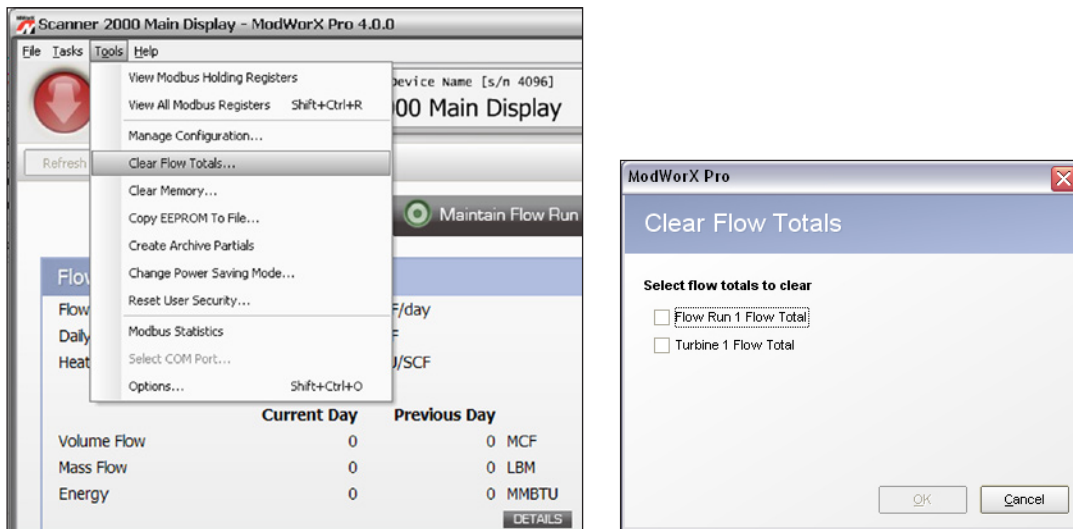 Scanner 2000 Main Display - ModWorX Pro 4.0.0
File Tasks Tools Help
View Modbus Holding Registers
View All Modbus Registers Shift+Ctrl+R
Manage Configuration...
Clear Flow Totals...
Clear Memory...
Copy EEPROM To File...
Create Archive Partials
Change Power Saving Mode...
Reset User Security...
Modbus Statistics
Select COM Port...
Options... Shift+Ctrl+O
Device Name [s/n 4096]
00 Main Display
Refresh
Maintain Flow Run
Flow
Flow F/day
Daily F
Heat U/SCF
Current Day Previous Day
Volume Flow 0 0 MCF
Mass Flow 0 0 LBM
Energy 0 0 MMBTU
DETAILS
ModWorX Pro
Clear Flow Totals
Select flow totals to clear
Flow Run 1 Flow Total
Turbine 1 Flow Total
OK Cancel